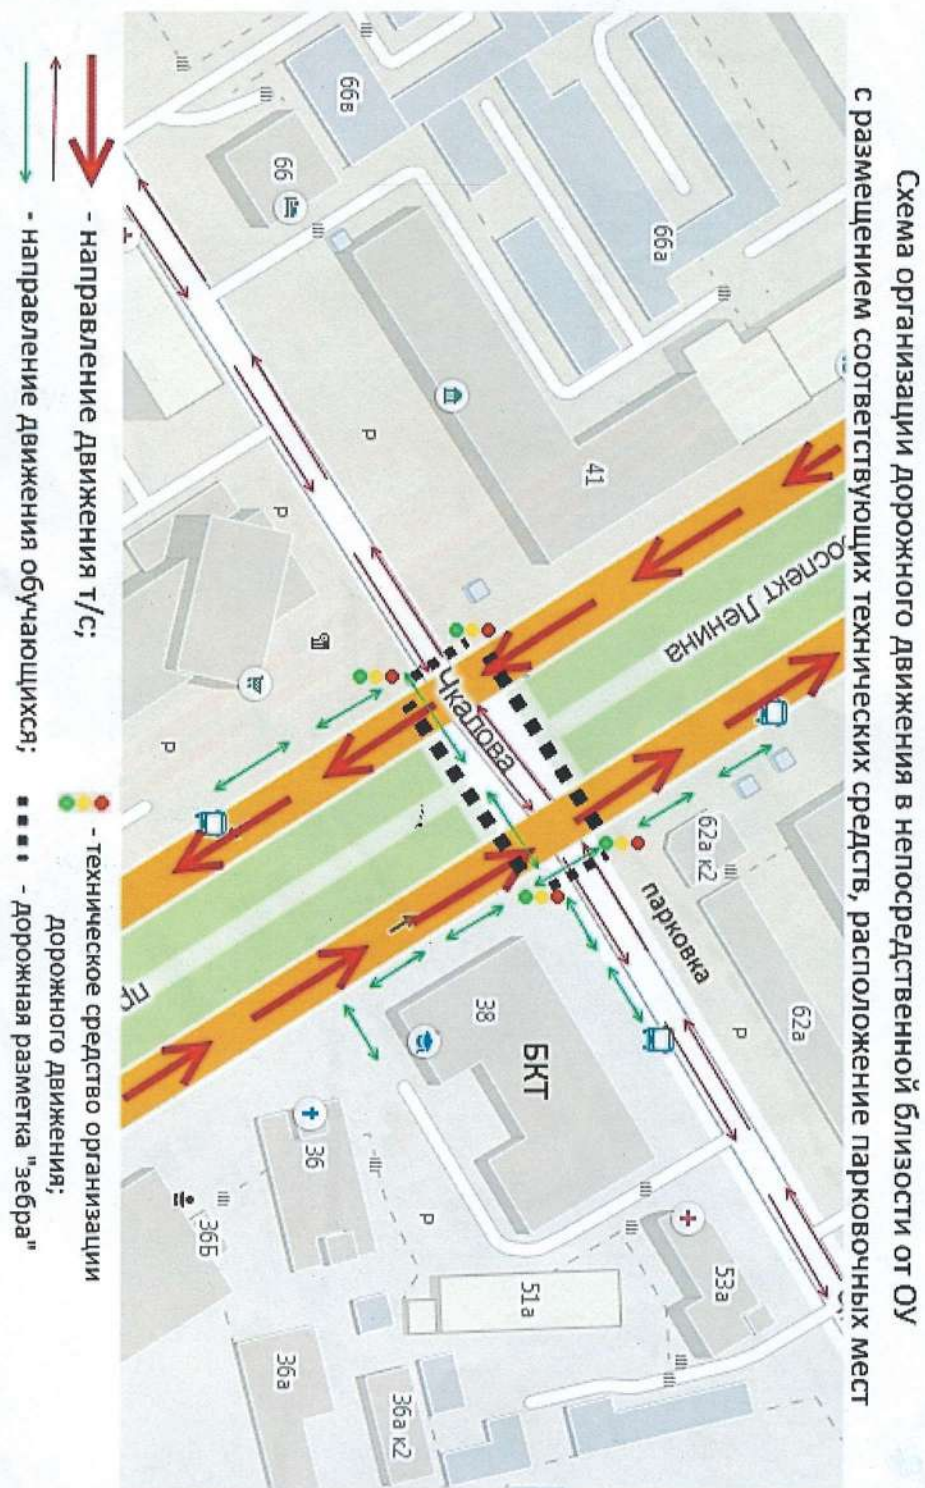 Схема организации дорожного движения в непосредственной близости от ОУ
с размещением соответствующих технических средств, расположение парковочных мест
66в
66
66а
41
Р
Р
Р
оспект Ленина
Чкалова
62а к2
62а
парковка
Р
38
БКТ
пр
36
36Б
Р
53а
51а
36а
36а к2
- направление движения т/с;
- направление движения обучающихся;
- техническое средство организации
дорожного движения;
- дорожная разметка "зебра"